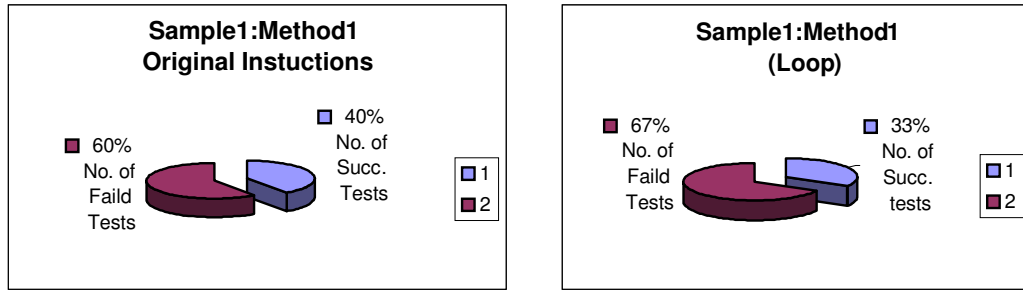 Sample1:Method1
Original Instuctions
40%
No. of
Succ.
Tests
60%
No. of
Faild
Tests
1
2
Sample1:Method1
(Loop)
67%
No. of
Faild
Tests
33%
No. of
Succ.
tests
1
2